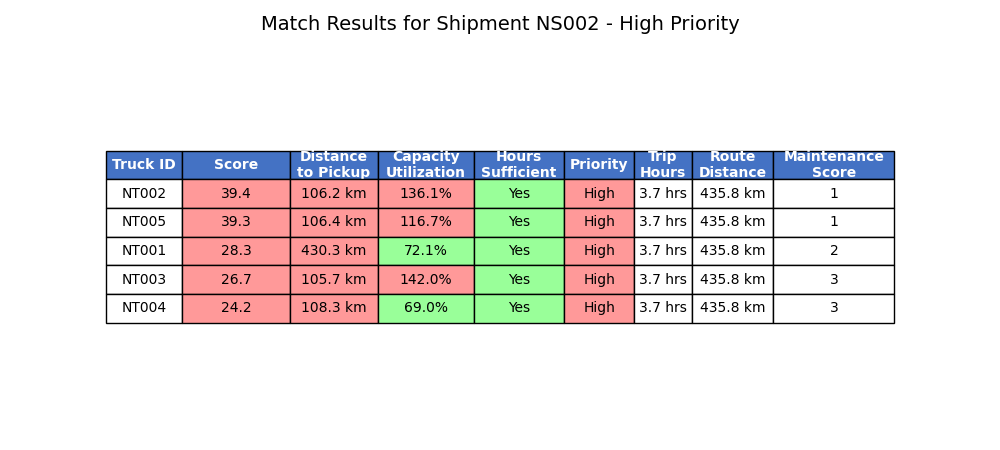 Match Results for Shipment NS002 - High Priority
Truck ID Score Distance to Pickup Capacity Utilization Hours Sufficient Priority Trip Hours Route Distance Maintenance Score
NT002 39.4 106.2 km 136.1% Yes High 3.7 hrs 435.8 km 1
NT005 39.3 106.4 km 116.7% Yes High 3.7 hrs 435.8 km 1
NT001 28.3 430.3 km 72.1% Yes High 3.7 hrs 435.8 km 2
NT003 26.7 105.7 km 142.0% Yes High 3.7 hrs 435.8 km 3
NT004 24.2 108.3 km 69.0% Yes High 3.7 hrs 435.8 km 3